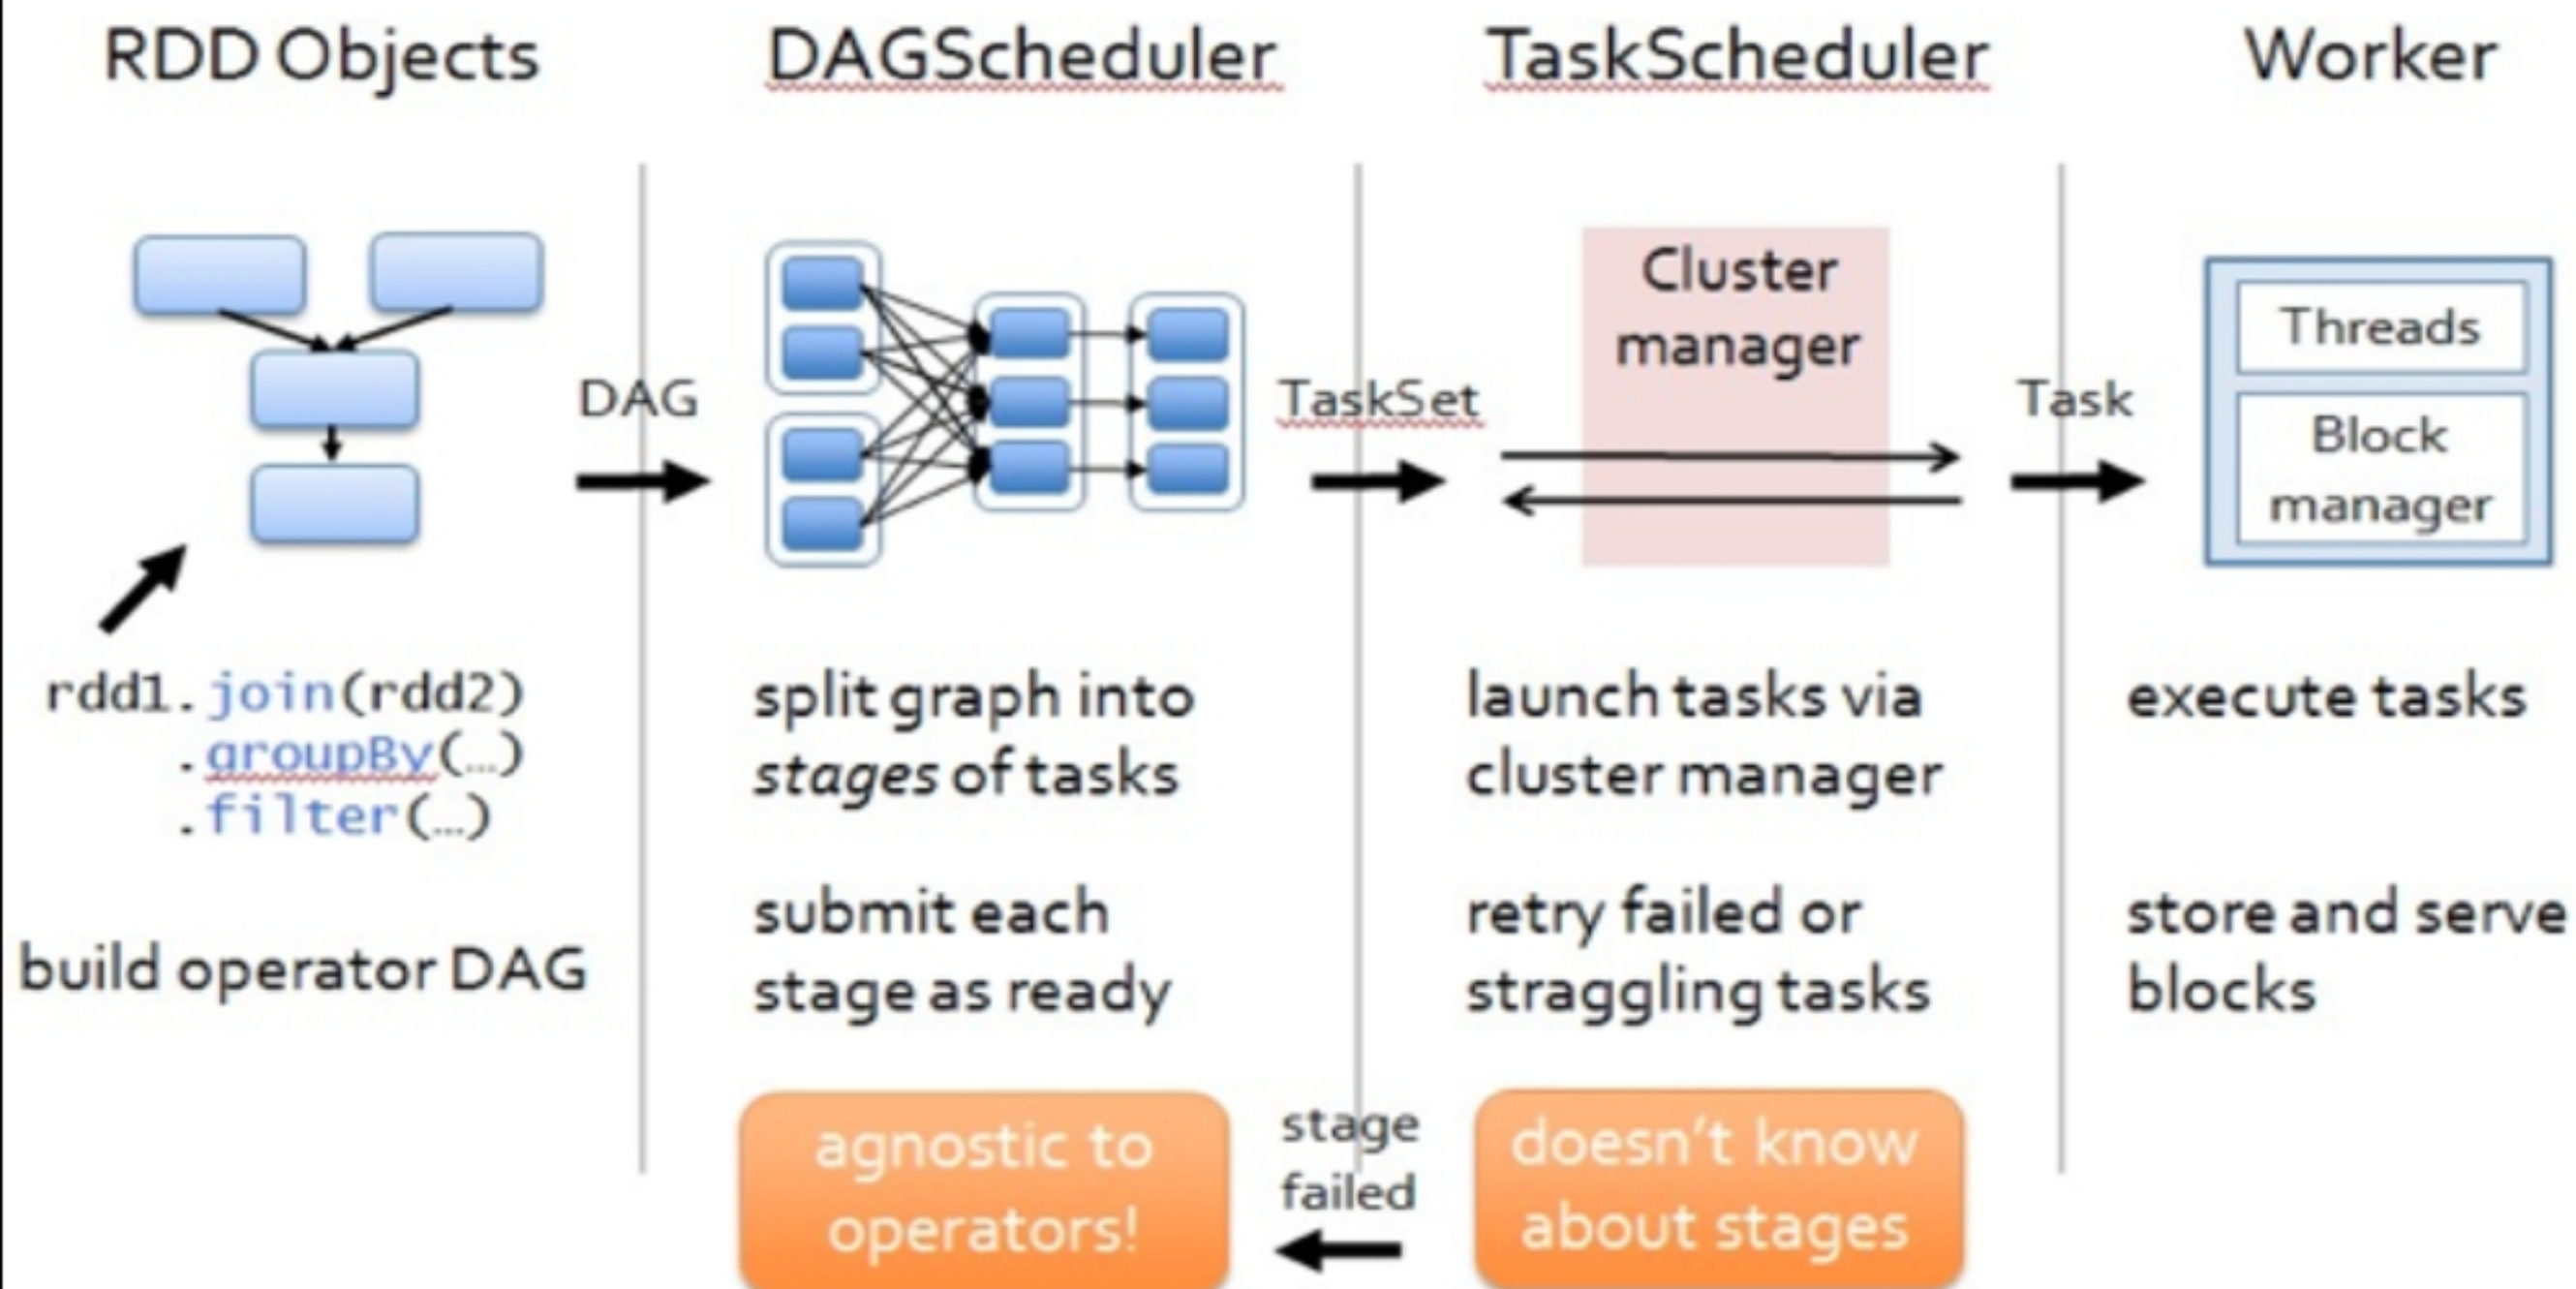 RDD Objects
DAGScheduler
TaskScheduler
Worker
DAG
TaskSet
Cluster
manager
Task
Threads
Block
manager
rdd1.join(rdd2)
.groupBy(…)
.filter(…)
build operator DAG
split graph into
stages of tasks
submit each
stage as ready
agnostic to
operators!
launch tasks via
cluster manager
retry failed or
straggling tasks
stage
failed
doesn't know
about stages
execute tasks
store and serve
blocks